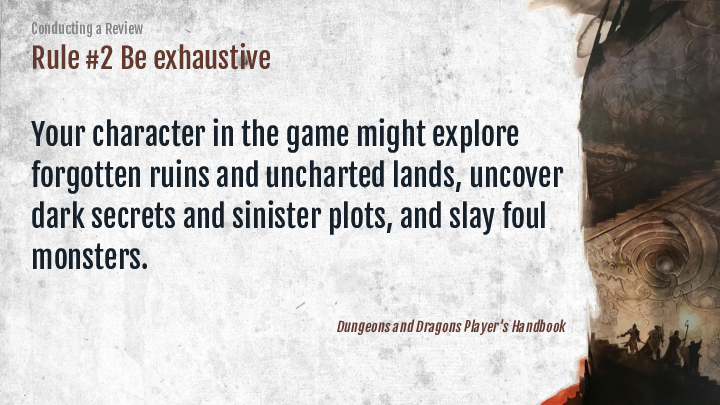 Conducting a Review
Rule #2 Be exhaustive
Your character in the game might explore
forgotten ruins and uncharted lands, uncover
dark secrets and sinister plots, and slay foul
monsters.
Dungeons and Dragons Player's Handbook